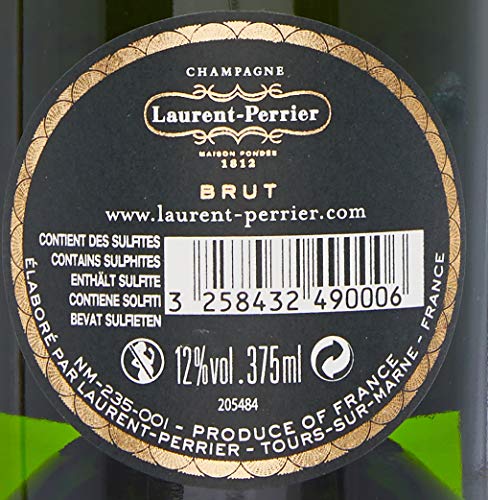 CHAMPAGNE
Laurent-Perrier
MAISON FONDÉE
1812
BRUT
www.laurent-perrier.com
CONTIENT DES SULFITES
CONTAINS SULPHITES
ENTHÄLT SULFITE
CONTIENE SOLFITI
BEVAT SULFIETEN
3 258432 490006
12%vol. 375ml
205484
NM-235-001 - PRODUCE OF FRANCE
ÉLABORÉ PAR LAURENT-PERRIER - TOURS-SUR-MARNE - FRANCE